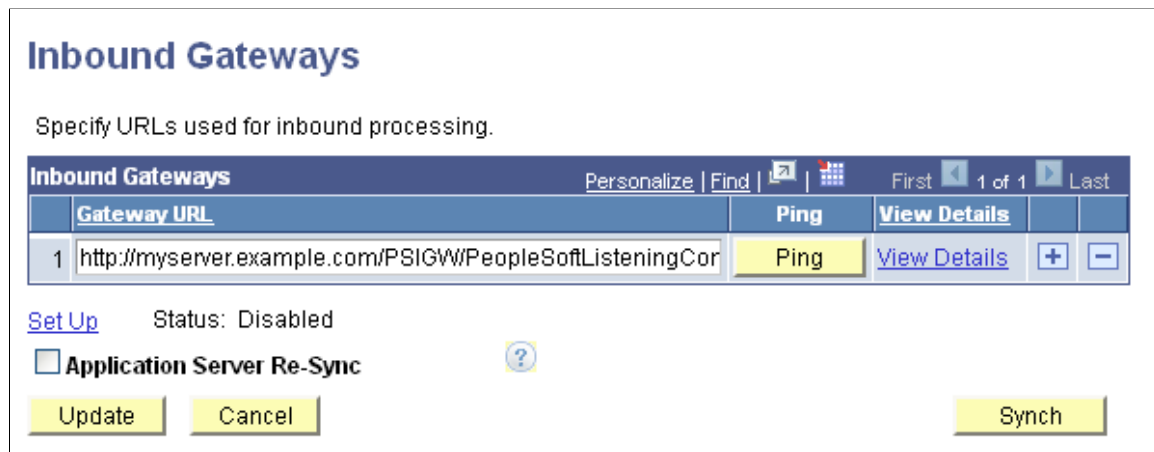 Inbound Gateways
Specify URLs used for inbound processing.
Inbound Gateways Personalize | Find | | First 1 of 1 Last
Gateway URL Ping View Details
1 http://myserver.example.com/PSIGW/PeopleSoftListeningCor Ping View Details + −
Set Up Status: Disabled
Application Server Re-Sync ?
Update Cancel Synch